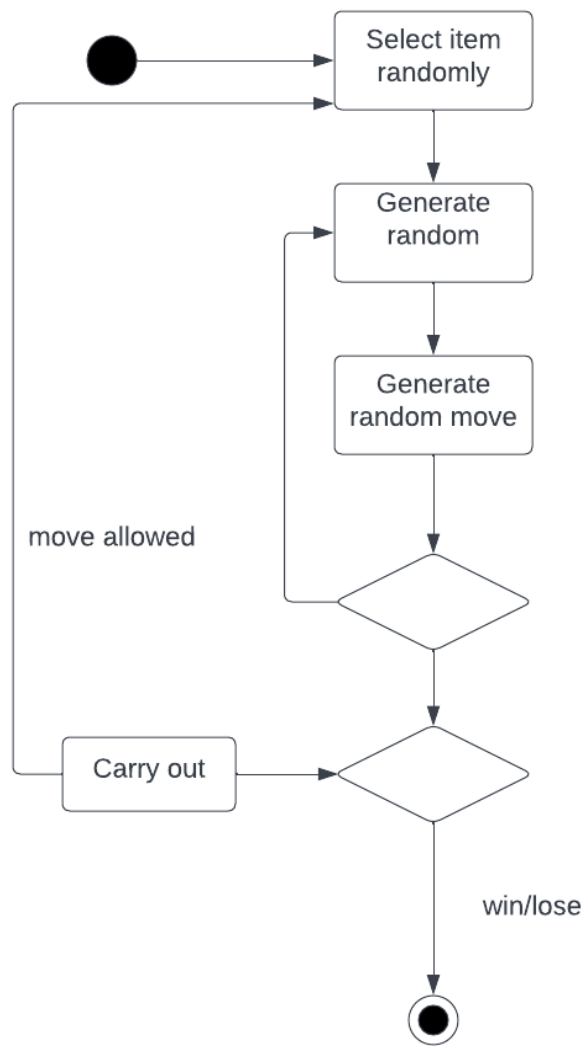 Select item
randomly
Generate
random
Generate
random move
move allowed
Carry out
win/lose